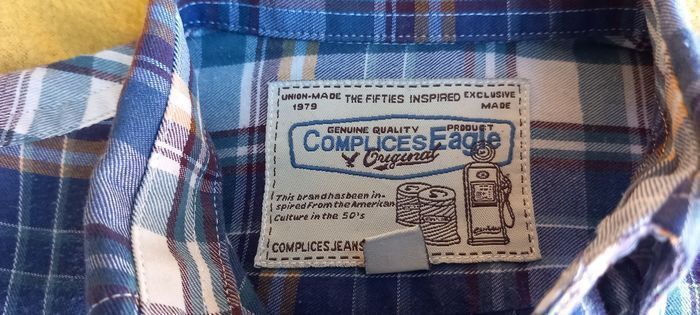 UNION-MADE THE FIFTIES INSPIRED EXCLUSIVE
1979 MADE
GENUINE QUALITY PRODUCT
COMPLICES Eagle
Original
This brand has been in-
spired From the American
Culture in the 50's
COMPLICES JEANS